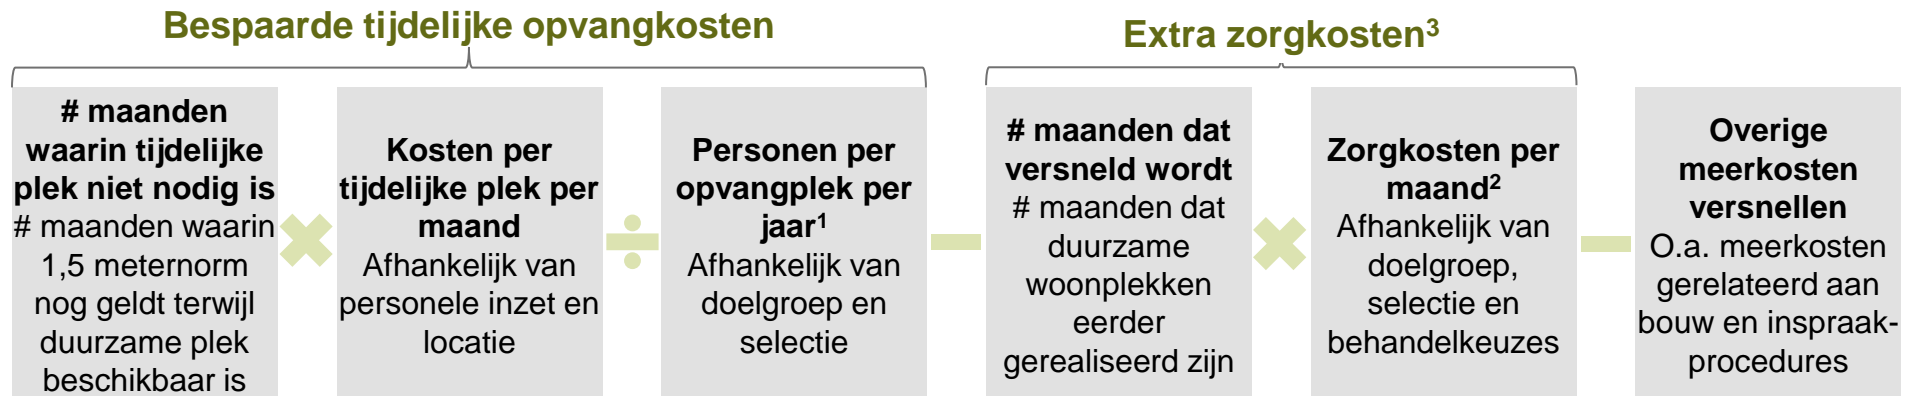 Bespaarde tijdelijke opvangkosten
Extra zorgkosten³
# maanden
waarin tijdelijke
plek niet nodig is
# maanden waarin
1,5 meternorm
nog geldt terwijl
duurzame plek
beschikbaar is
Kosten per
tijdelijke plek per
maand
Afhankelijk van
personele inzet en
locatie
Personen per
opvangplek per
jaar¹
Afhankelijk van
doelgroep en
selectie
# maanden dat
versneld wordt
# maanden dat
duurzame
woonplekken
eerder
gerealiseerd zijn
Zorgkosten per
maand²
Afhankelijk van
doelgroep,
selectie en
behandelkeuzes
Overige
meerkosten
versnellen
O.a. meerkosten
gerelateerd aan
bouw en inspraak-
procedures